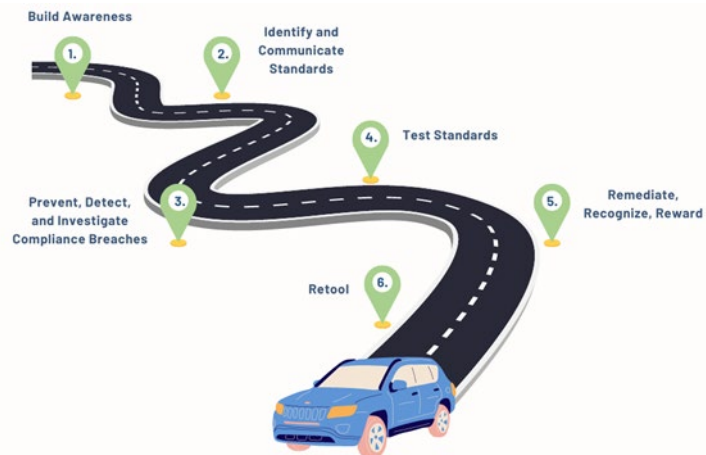 Build Awareness
1.
2.
Identify and
Communicate
Standards
3.
Prevent, Detect,
and Investigate
Compliance Breaches
4.
Test Standards
5.
Remediate,
Recognize, Reward
6.
Retool